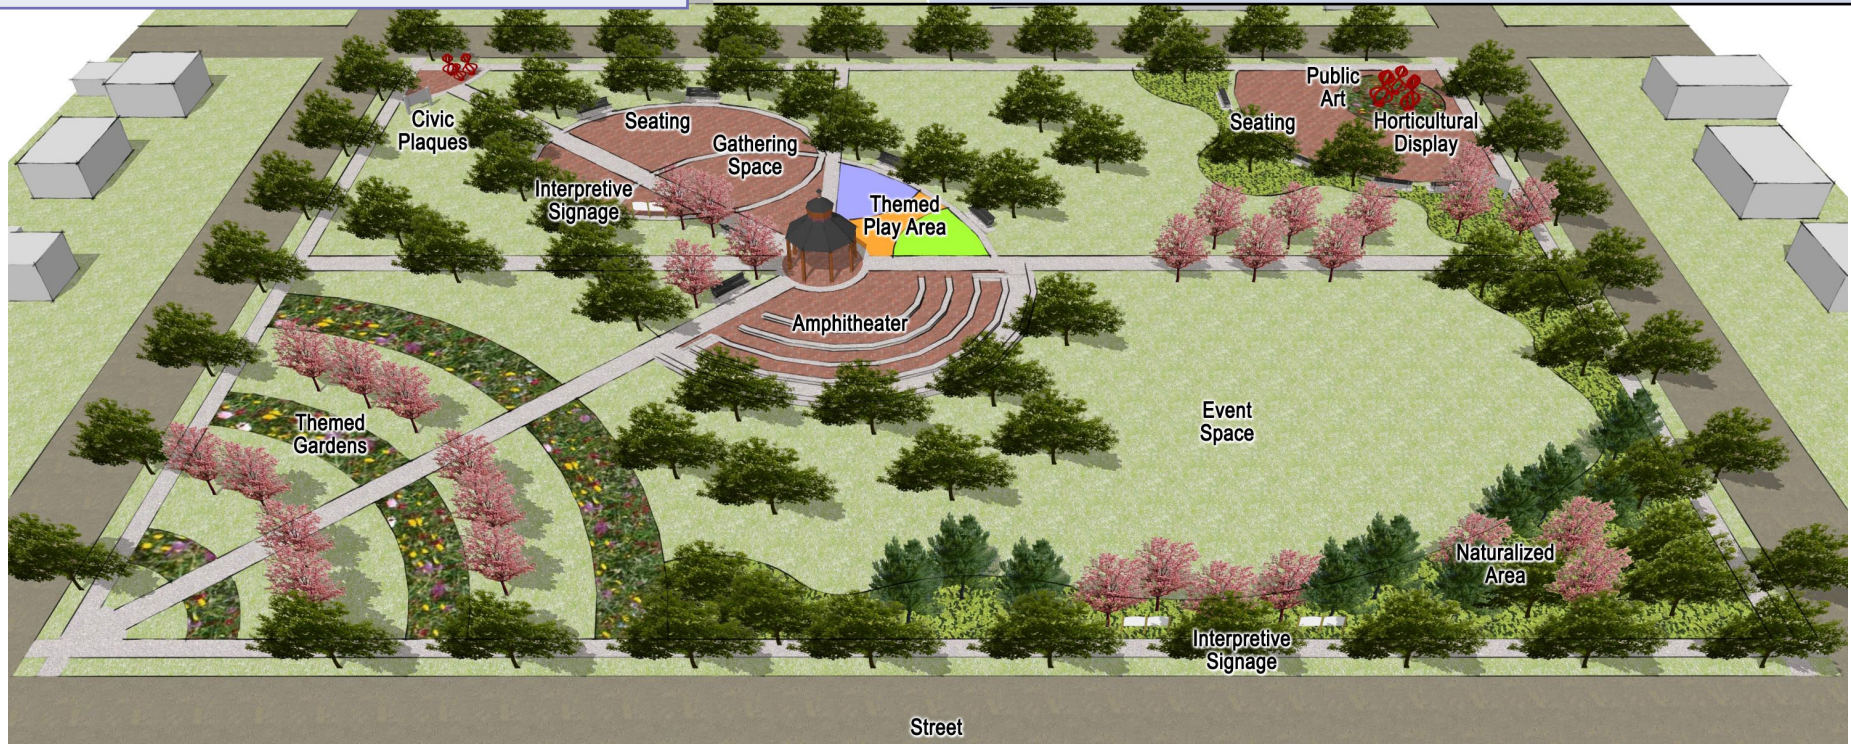 Public
Art
Civic
Plaques
Seating
Gathering
Space
Seating
Horticultural
Display
Interpretive
Signage
Themed
Play Area
Amphitheater
Themed
Gardens
Event
Space
Naturalized
Area
Interpretive
Signage
Street